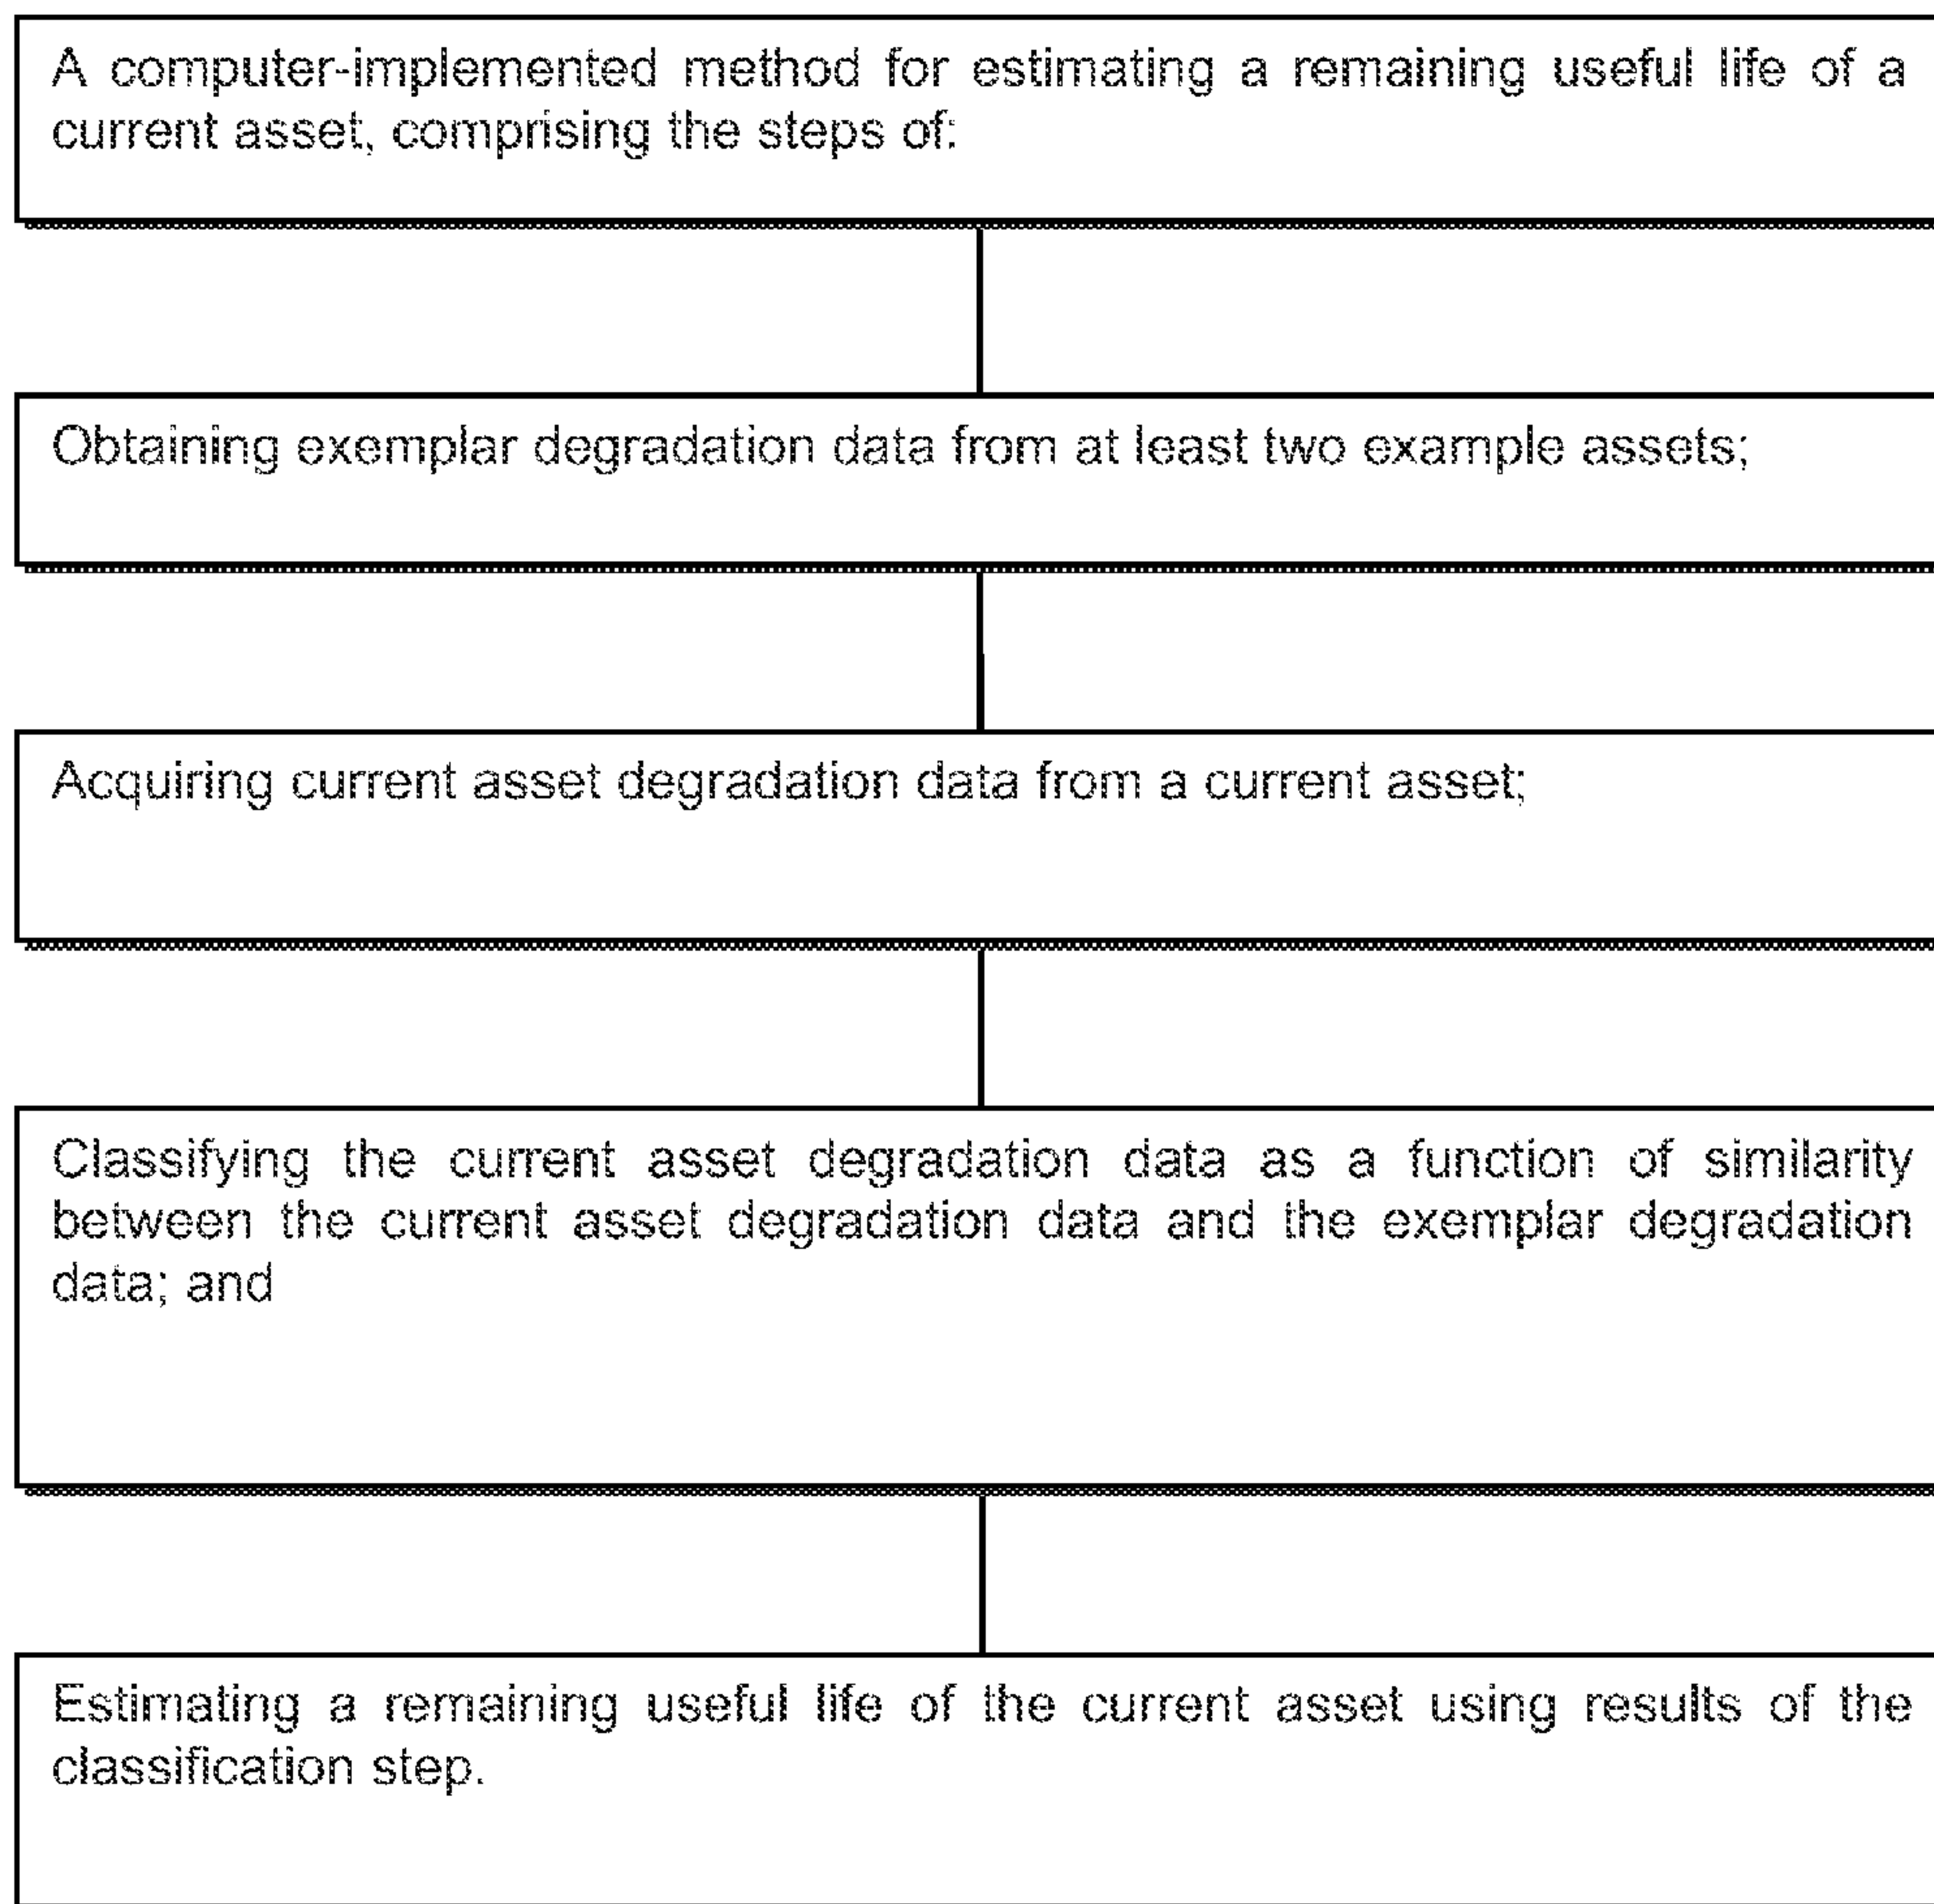 A computer-implemented method for estimating a remaining useful life of a
current asset, comprising the steps of:
Obtaining exemplar degradation data from at least two example assets;
Acquiring current asset degradation data from a current asset;
Classifying the current asset degradation data as a function of similarity
between the current asset degradation data and the exemplar degradation
data; and
Estimating a remaining useful life of the current asset using results of the
classification step.